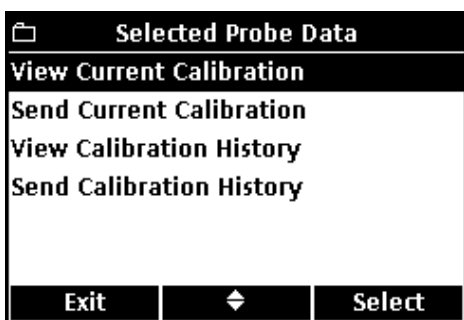 Selected Probe Data
View Current Calibration
Send Current Calibration
View Calibration History
Send Calibration History
Exit Select